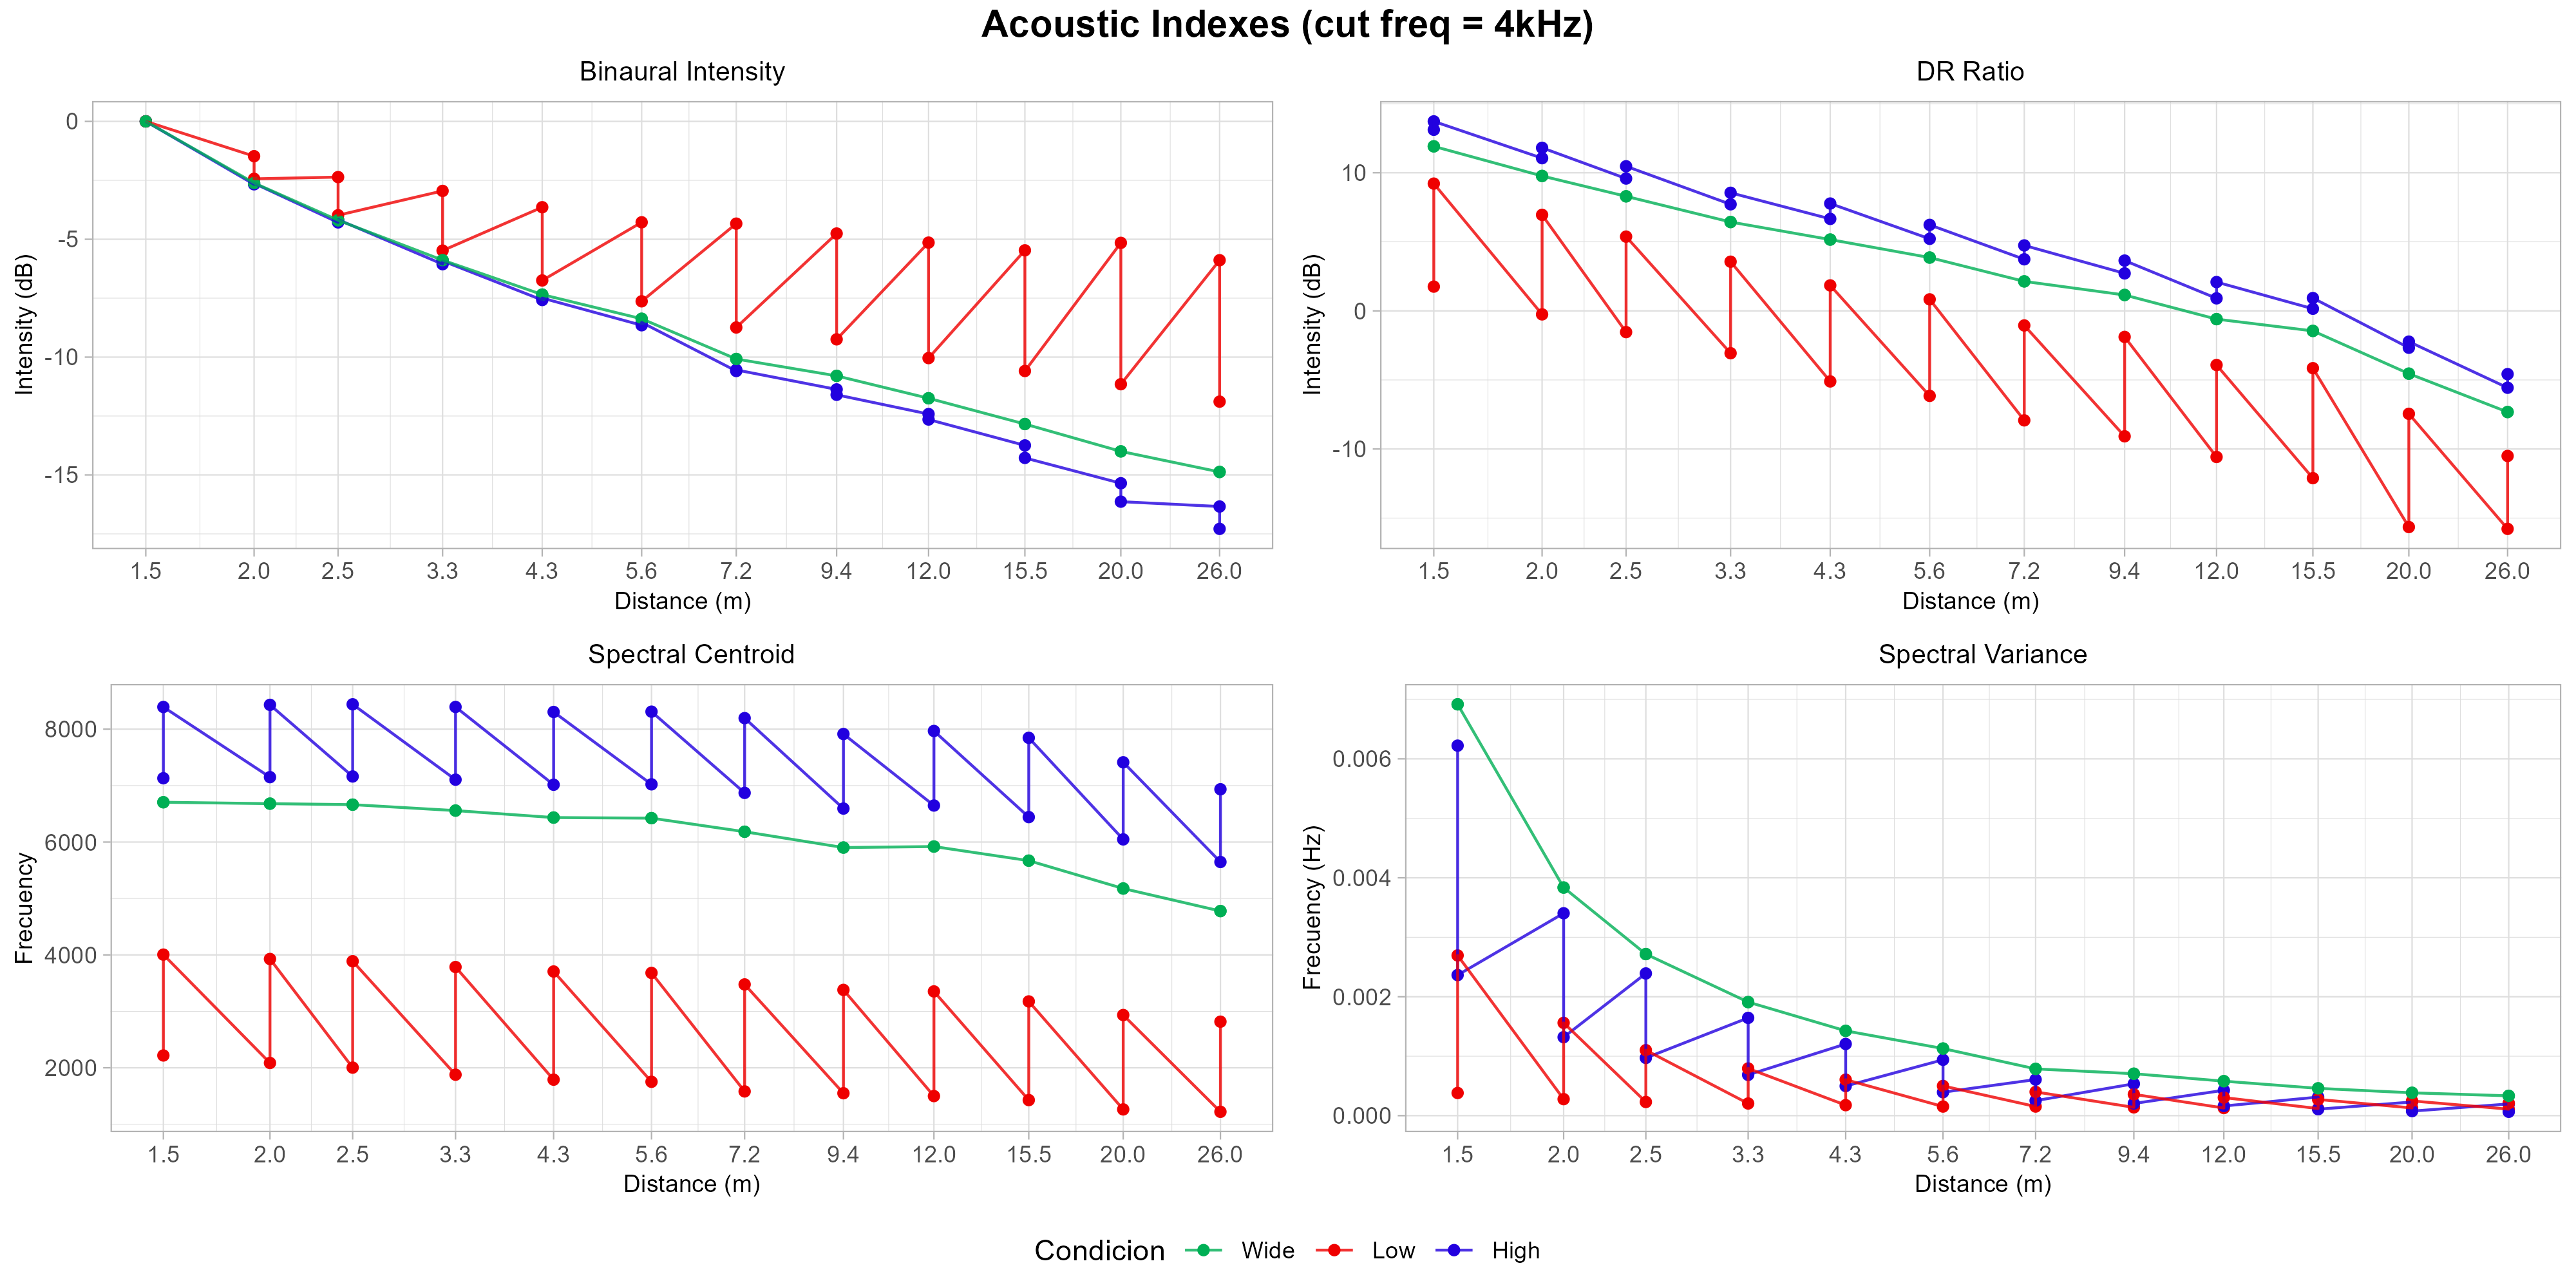 Acoustic Indexes (cut freq = 4kHz)
Binaural Intensity
Intensity (dB)
0
-5
-10
-15
1.5 2.0 2.5 3.3 4.3 5.6 7.2 9.4 12.0 15.5 20.0 26.0
Distance (m)
DR Ratio
Intensity (dB)
10
0
-10
1.5 2.0 2.5 3.3 4.3 5.6 7.2 9.4 12.0 15.5 20.0 26.0
Distance (m)
Spectral Centroid
Frecuency
8000
6000
4000
2000
1.5 2.0 2.5 3.3 4.3 5.6 7.2 9.4 12.0 15.5 20.0 26.0
Distance (m)
Spectral Variance
Frecuency (Hz)
0.006
0.004
0.002
0.000
1.5 2.0 2.5 3.3 4.3 5.6 7.2 9.4 12.0 15.5 20.0 26.0
Distance (m)
Condicion Wide Low High